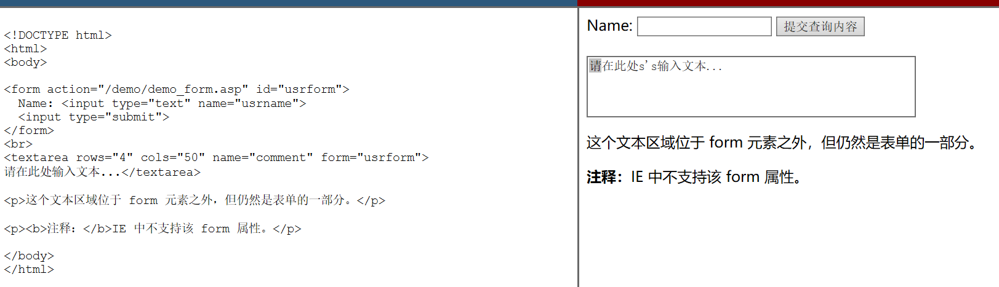 <!DOCTYPE html>
<html>
<body>
<form action="/demo/demo_form.asp" id="usrform">
Name: <input type="text" name="usrname">
<input type="submit">
</form>
<br>
<textarea rows="4" cols="50" name="comment" form="usrform">
请在此处输入文本...</textarea>
<p>这个文本区域位于 form 元素之外，但仍然是表单的一部分。</p>
<p><b>注释：</b>IE 中不支持该 form 属性。</p>
</body>
</html>
Name: 提交查询内容
请在此处s's输入文本...
这个文本区域位于 form 元素之外，但仍然是表单的一部分。
注释：IE 中不支持该 form 属性。